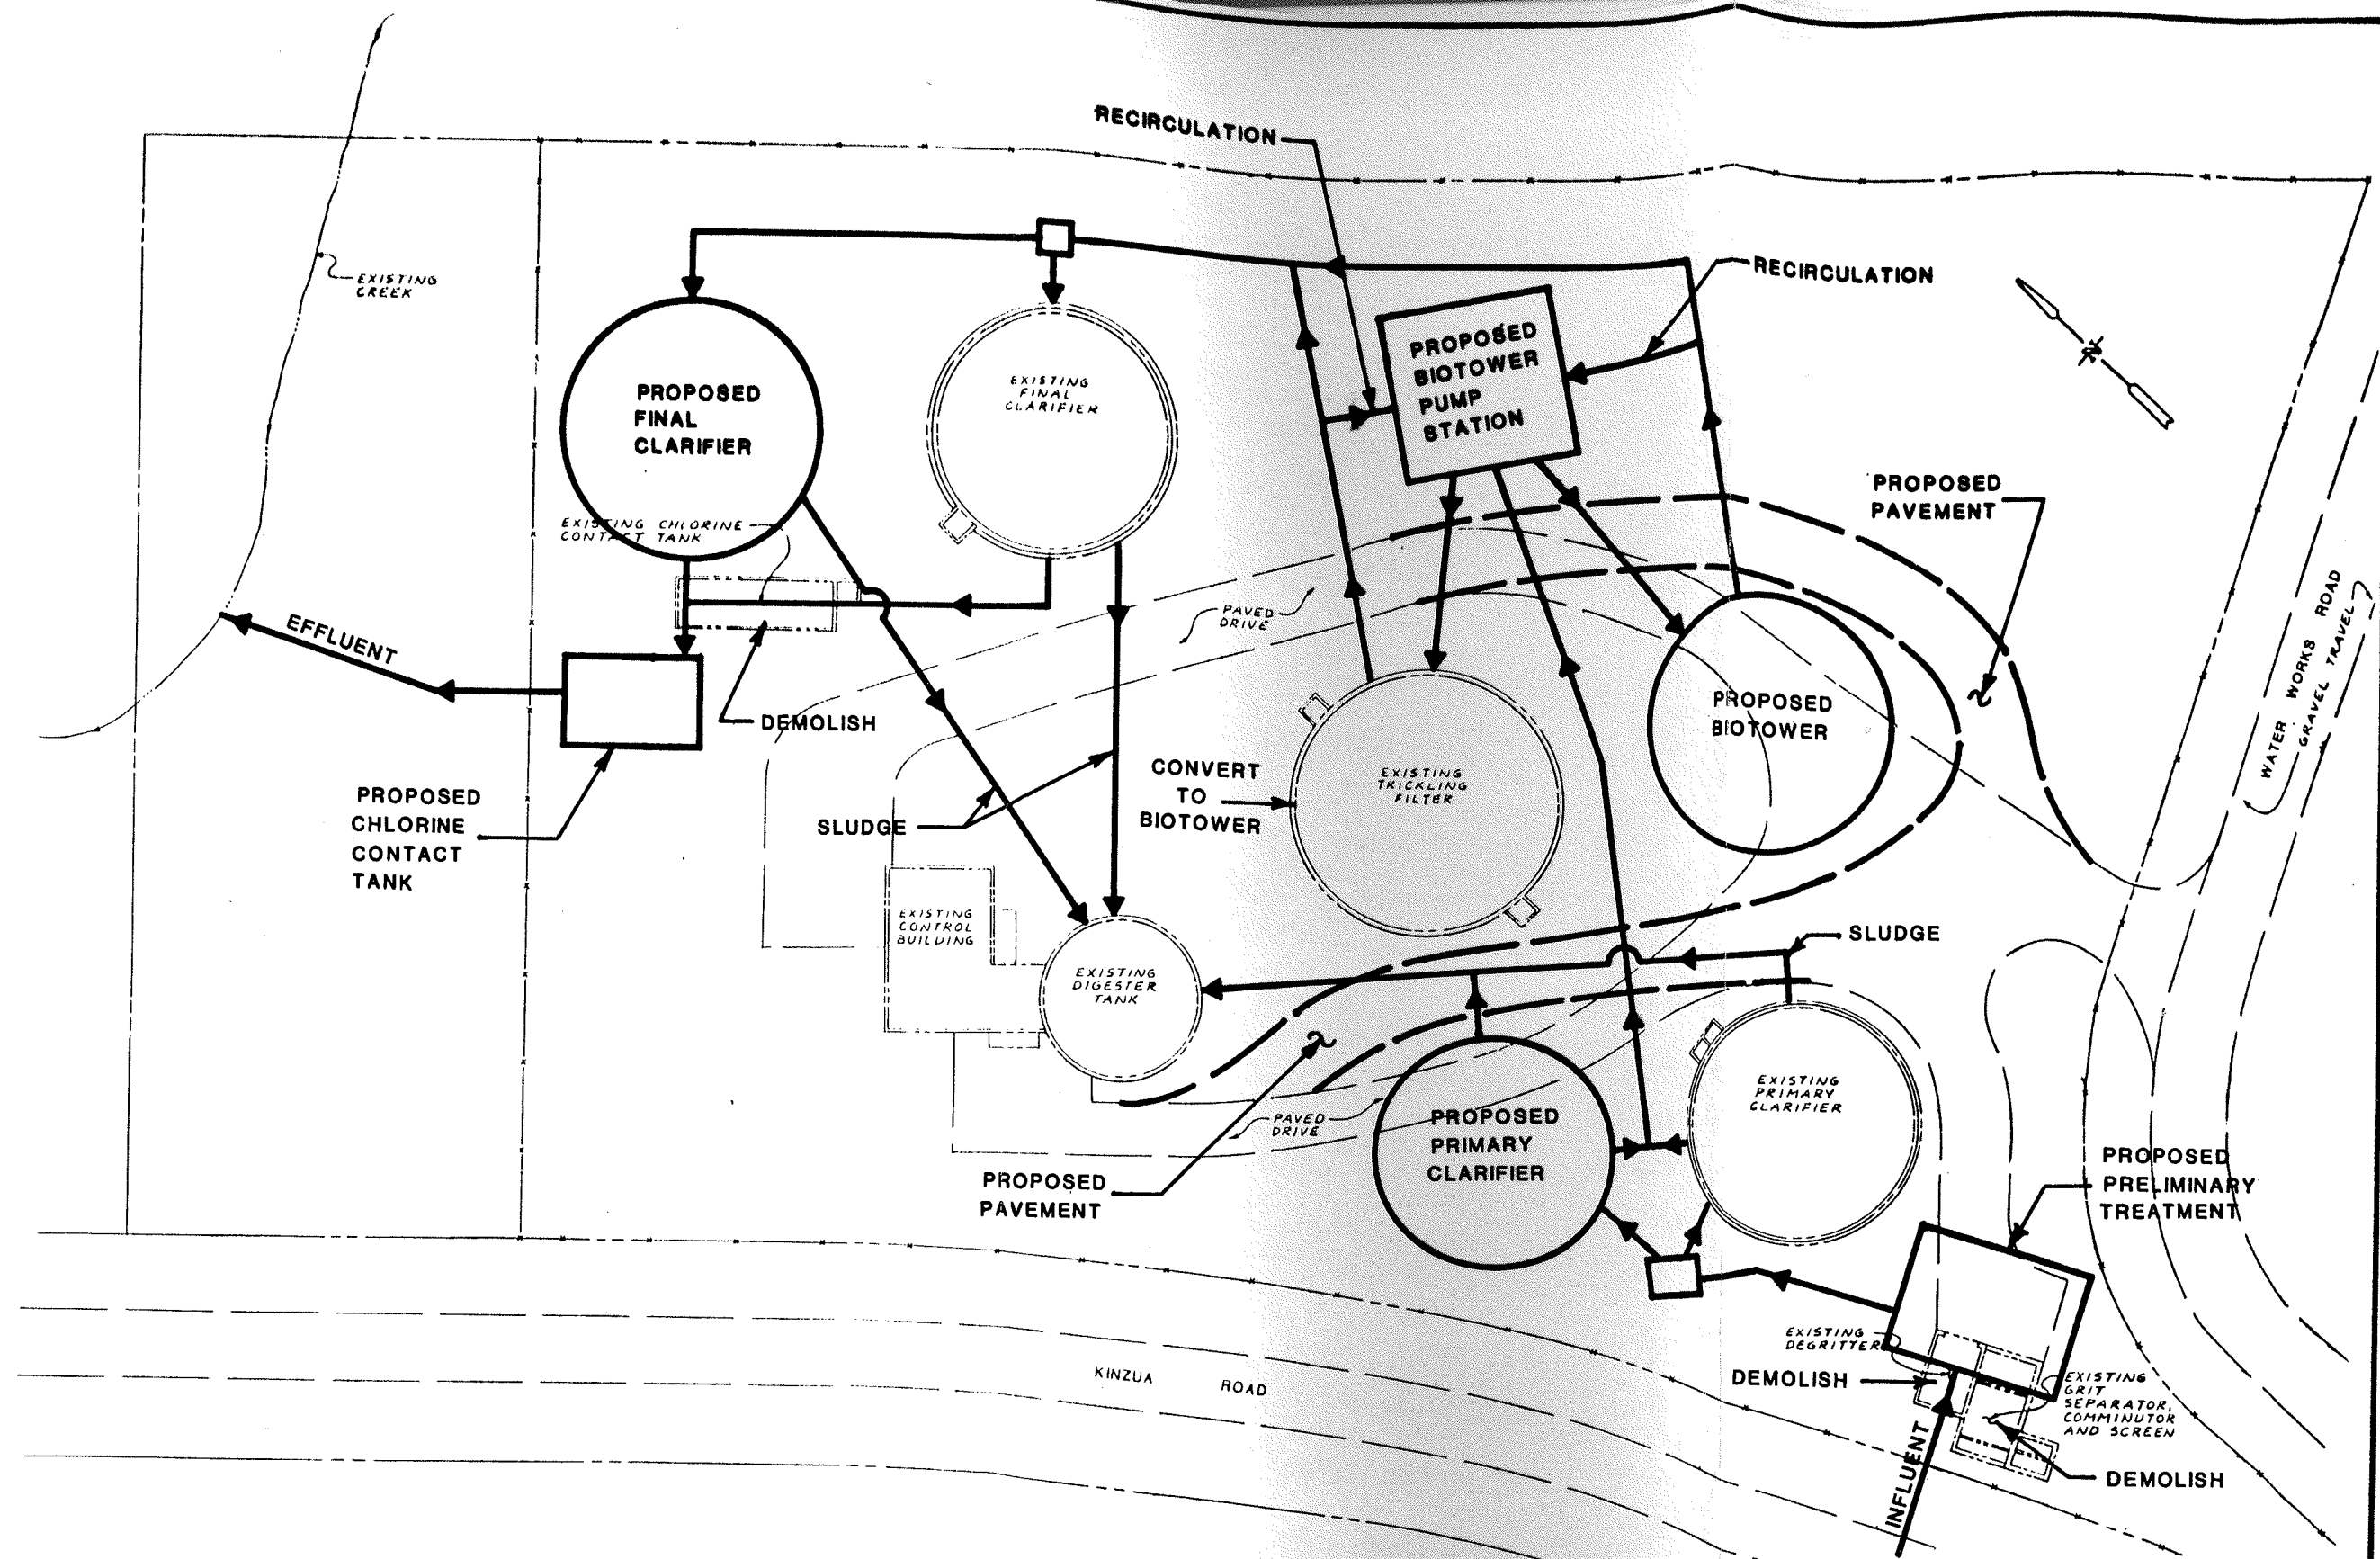 RECIRCULATION
EXISTING
CREEK
RECIRCULATION
PROPOSED
BIOTOWER
PUMP
STATION
PROPOSED
FINAL
CLARIFIER
EXISTING
FINAL
CLARIFIER
PROPOSED
PAVEMENT
EXISTING CHLORINE
CONTACT TANK
PAVED
DRIVE
WATER WORKS ROAD
GRAVEL TRAVEL
EFFLUENT
DEMOLISH
PROPOSED
BIOTOWER
CONVERT
TO
BIOTOWER
EXISTING
TRICKLING
FILTER
PROPOSED
CHLORINE
CONTACT
TANK
SLUDGE
EXISTING
CONTROL
BUILDING
SLUDGE
EXISTING
DIGESTER
TANK
EXISTING
PRIMARY
CLARIFIER
PAVED
DRIVE
PROPOSED
PRIMARY
CLARIFIER
PROPOSED
PAVEMENT
PROPOSED
PRELIMINARY
TREATMENT
EXISTING
DEGRITTER
DEMOLISH
KINZUA ROAD
EXISTING
GRIT
SEPARATOR,
COMMINUTOR
AND SCREEN
INFLUENT
DEMOLISH
N